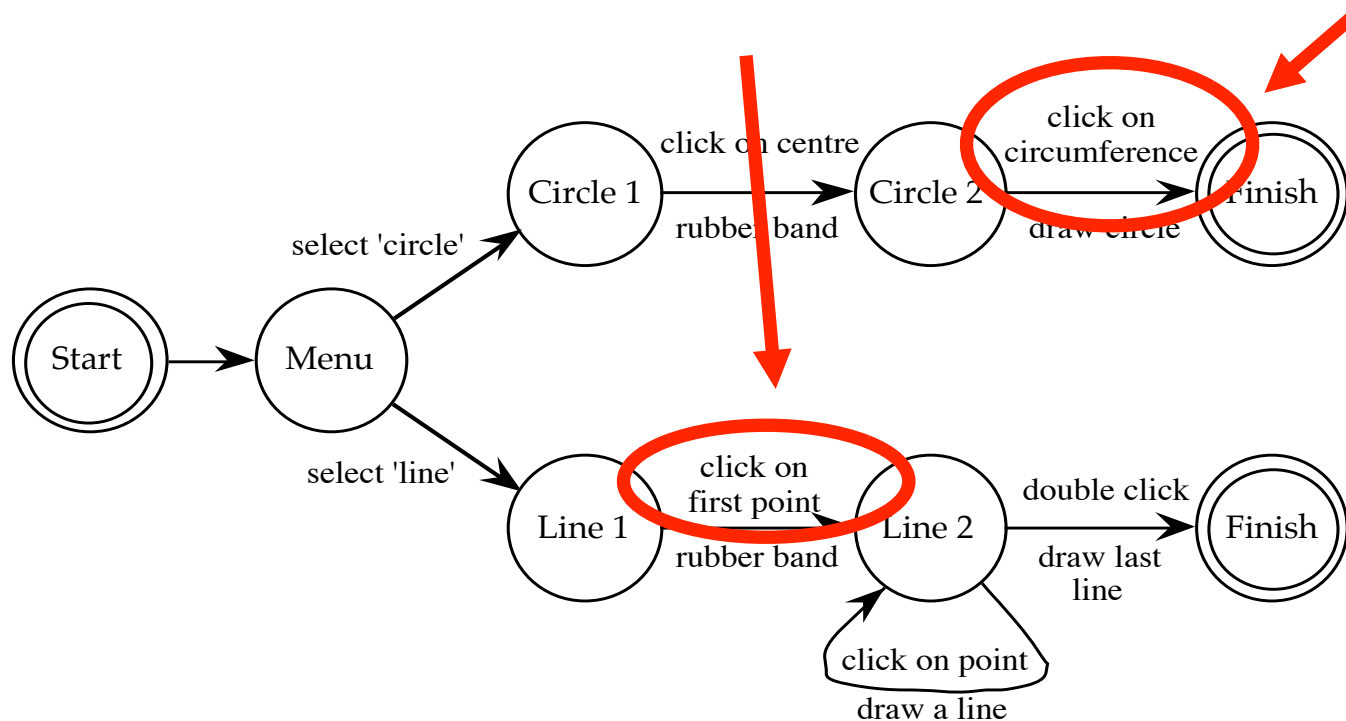 click on
circumference
click on centre
Circle 1
Circle 2
Finish
rubber band
draw circle
select 'circle'
Start
Menu
select 'line'
click on
first point
double click
Line 1
Line 2
Finish
rubber band
draw last
line
click on point
draw a line